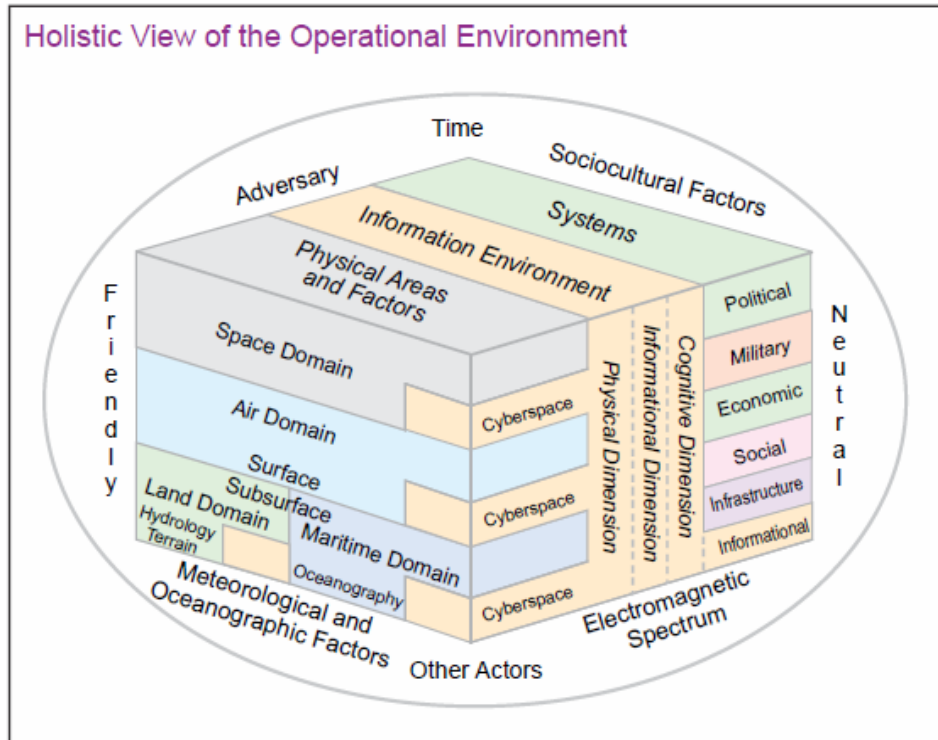 Holistic View of the Operational Environment
Time
Adversary
Sociocultural Factors
Systems
Information Environment
Physical Areas
and Factors
Friendly
Neutral
Space Domain
Air Domain
Surface
Subsurface
Land Domain
Hydrology
Terrain
Maritime Domain
Oceanography
Cyberspace
Cyberspace
Cyberspace
Physical Dimension
Informational Dimension
Cognitive Dimension
Political
Military
Economic
Social
Infrastructure
Informational
Meteorological and
Oceanographic Factors
Electromagnetic
Spectrum
Other Actors